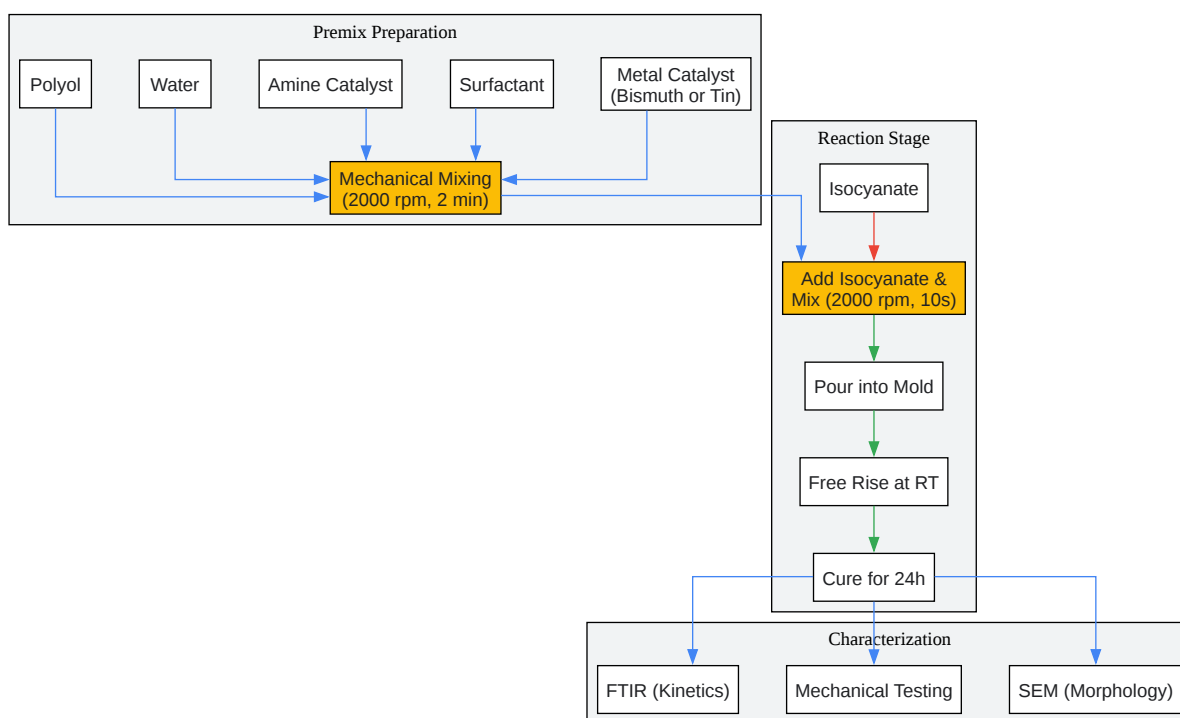 Premix Preparation
Polyol
Water
Amine Catalyst
Surfactant
Metal Catalyst
(Bismuth or Tin)
Mechanical Mixing
(2000 rpm, 2 min)
Reaction Stage
Isocyanate
Add Isocyanate &
Mix (2000 rpm, 10s)
Pour into Mold
Free Rise at RT
Cure for 24h
Characterization
FTIR (Kinetics)
Mechanical Testing
SEM (Morphology)